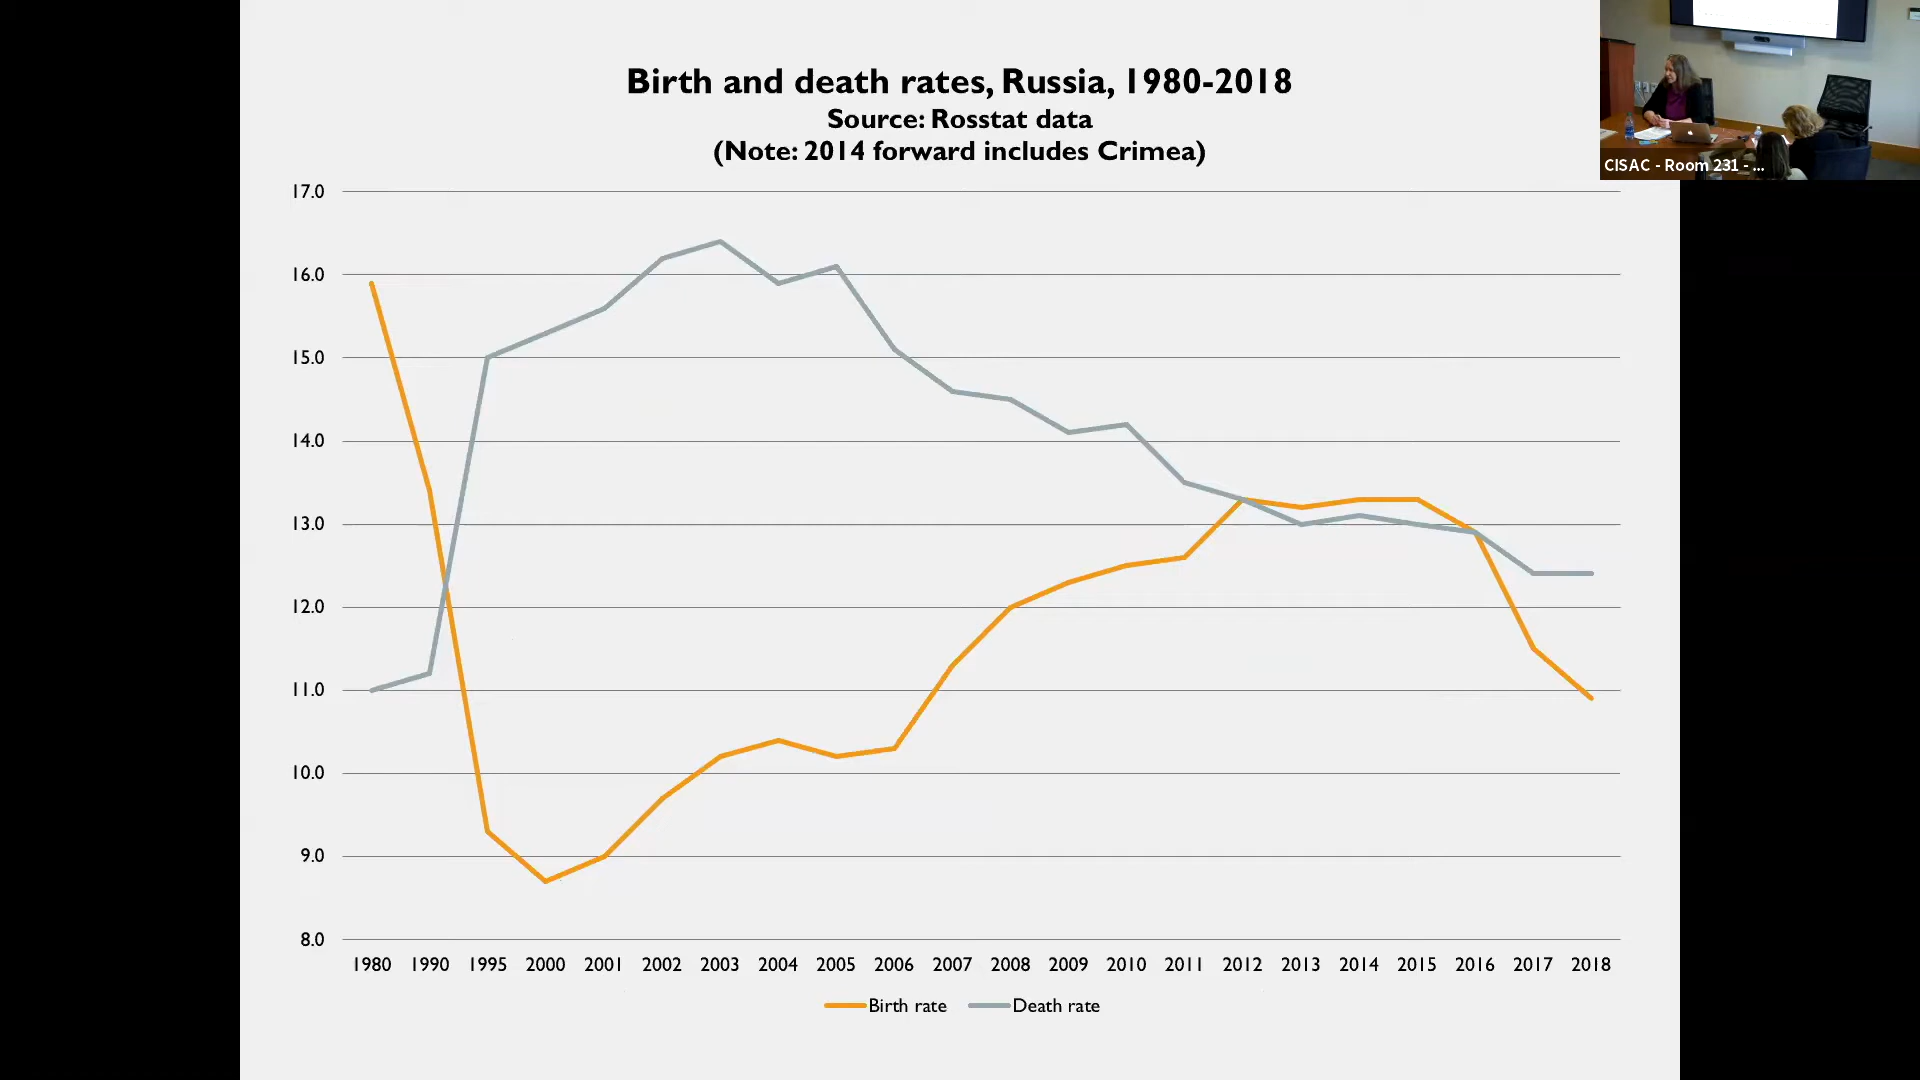 Birth and death rates, Russia, 1980-2018
Source: Rosstat data
(Note: 2014 forward includes Crimea)
CISAC - Room 231 - ...
17.0
16.0
15.0
14.0
13.0
12.0
11.0
10.0
9.0
8.0
1980 1990 1995 2000 2001 2002 2003 2004 2005 2006 2007 2008 2009 2010 2011 2012 2013 2014 2015 2016 2017 2018
Birth rate Death rate